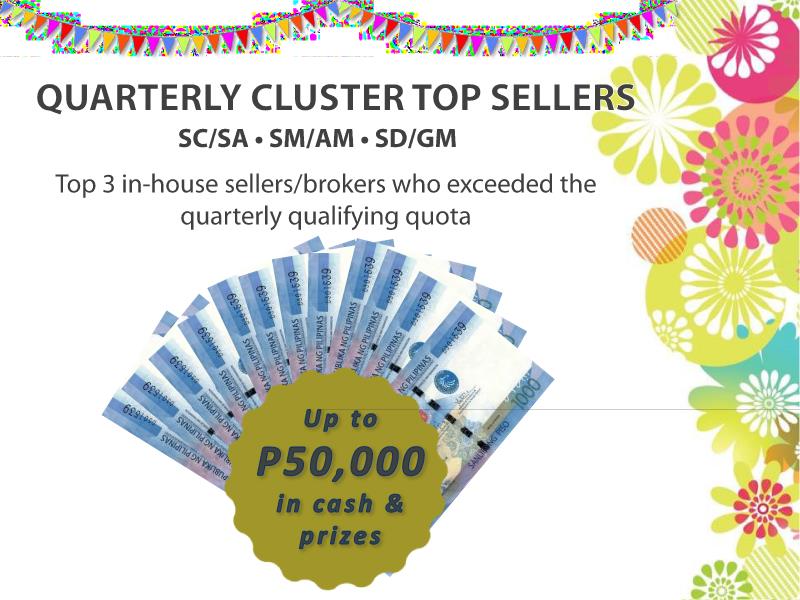 QUARTERLY CLUSTER TOP SELLERS
SC/SA • SM/AM • SD/GM
Top 3 in-house sellers/brokers who exceeded the
quarterly qualifying quota
Up to
P50,000
in cash &
prizes
1000